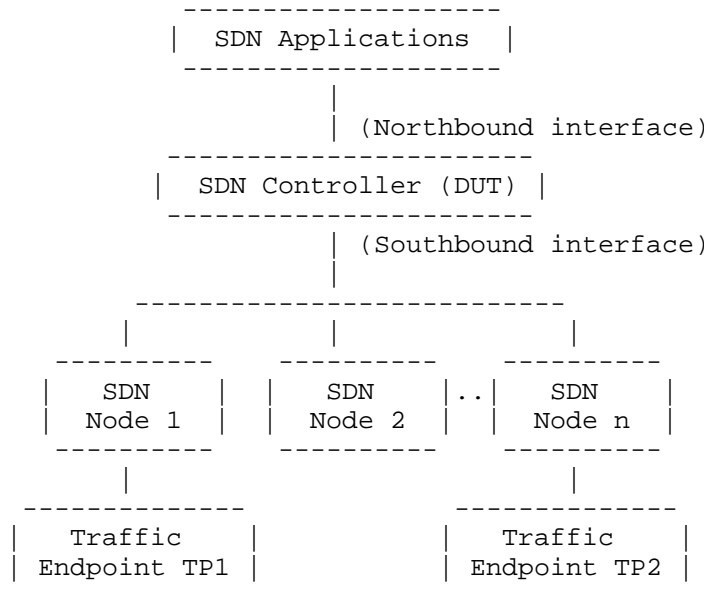 SDN Applications
(Northbound interface)
SDN Controller (DUT)
(Southbound interface)
SDN SDN .. SDN
Node 1 Node 2 Node n
Traffic Traffic
Endpoint TP1 Endpoint TP2